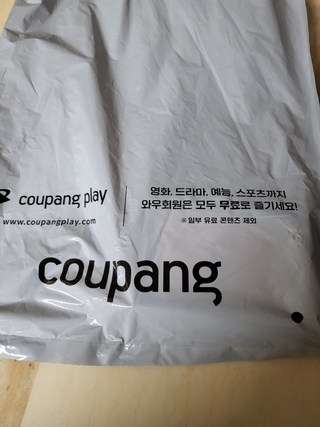 coupang play
www.coupangplay.com
영화, 드라마, 예능, 스포츠까지
와우회원은 모두 무료로 즐기세요!
※일부 유료 콘텐츠 제외
coupang